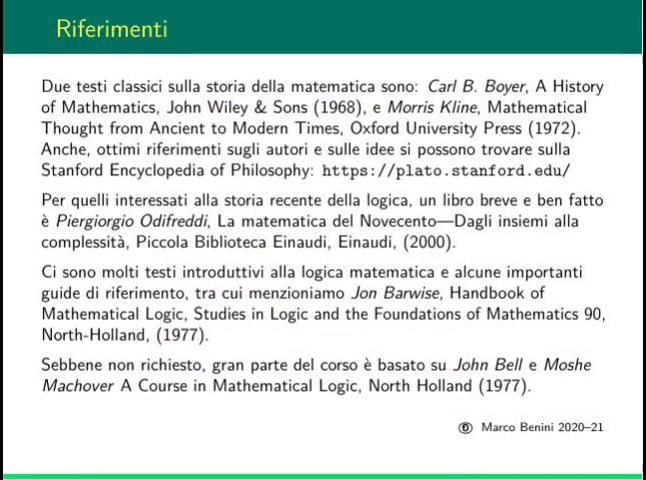 Riferimenti
Due testi classici sulla storia della matematica sono: Carl B. Boyer, A History
of Mathematics, John Wiley & Sons (1968), e Morris Kline, Mathematical
Thought from Ancient to Modern Times, Oxford University Press (1972).
Anche, ottimi riferimenti sugli autori e sulle idee si possono trovare sulla
Stanford Encyclopedia of Philosophy: https://plato.stanford.edu/
Per quelli interessati alla storia recente della logica, un libro breve e ben fatto
è Piergiorgio Odifreddi, La matematica del Novecento—Dagli insiemi alla
complessità, Piccola Biblioteca Einaudi, Einaudi, (2000).
Ci sono molti testi introduttivi alla logica matematica e alcune importanti
guide di riferimento, tra cui menzioniamo Jon Barwise, Handbook of
Mathematical Logic, Studies in Logic and the Foundations of Mathematics 90,
North-Holland, (1977).
Sebbene non richiesto, gran parte del corso è basato su John Bell e Moshe
Machover A Course in Mathematical Logic, North Holland (1977).
Marco Benini 2020–21